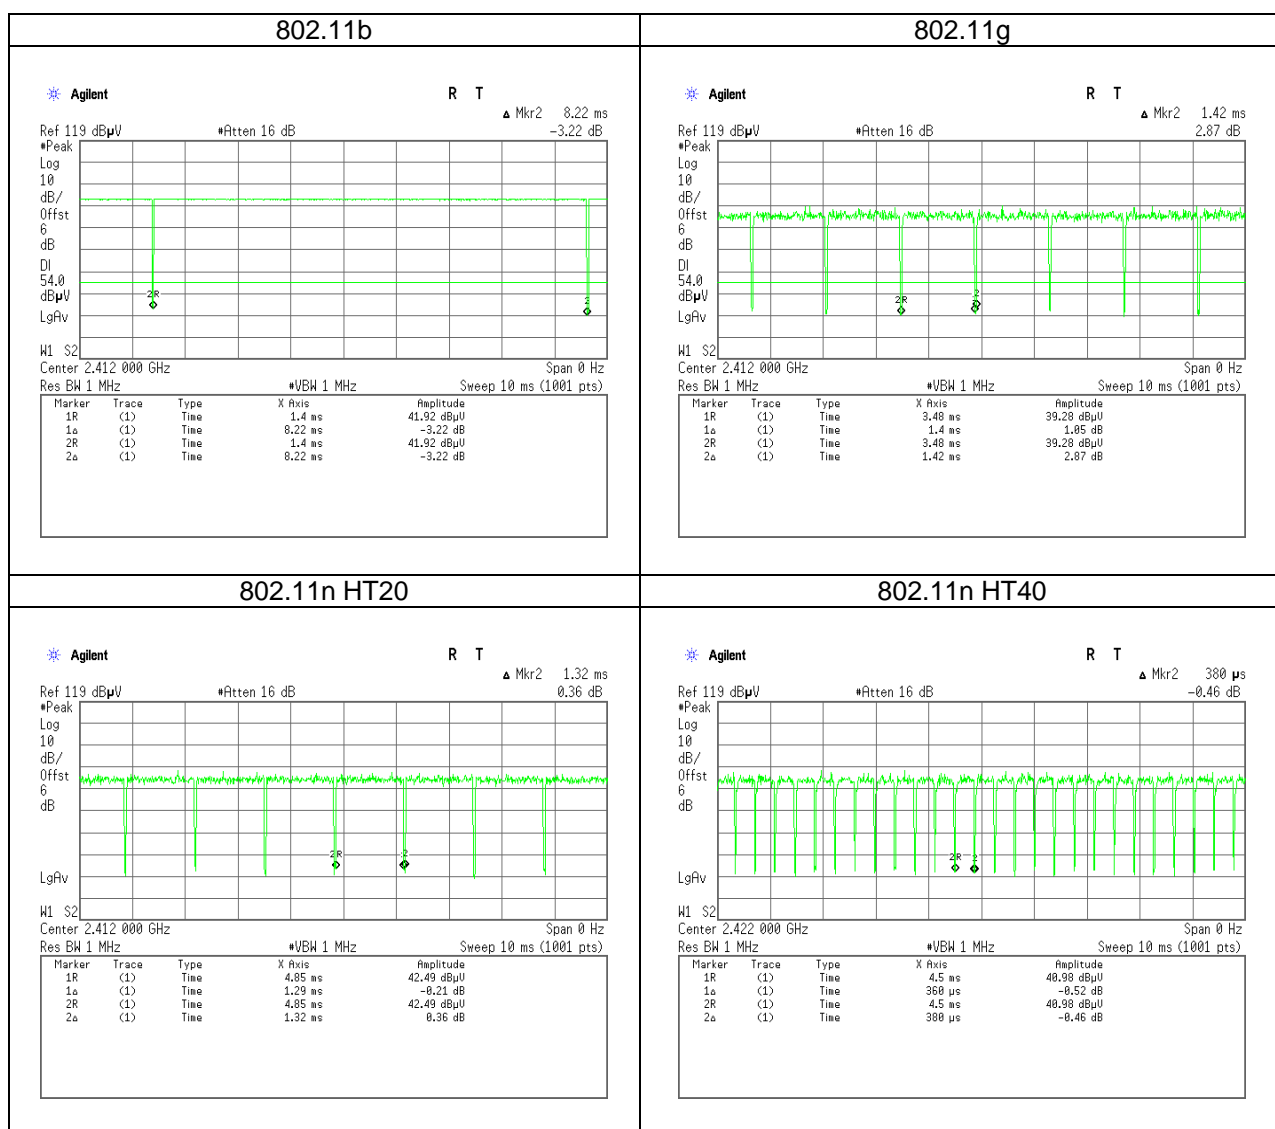 802.11b
Agilent
R T
Δ Mkr2 8.22 ms
Ref 119 dBµV #Atten 16 dB -3.22 dB
#Peak
Log
10
dB/
Offst
6
dB
DI
54.0
dBµV
LgAv
W1 S2
2R
2
Center 2.412 000 GHz Span 0 Hz
Res BW 1 MHz #VBW 1 MHz Sweep 10 ms (1001 pts)
Marker Trace Type X Axis Amplitude
1R (1) Time 1.4 ms 41.92 dBµV
1Δ (1) Time 8.22 ms -3.22 dB
2R (1) Time 1.4 ms 41.92 dBµV
2Δ (1) Time 8.22 ms -3.22 dB
802.11g
Agilent
R T
Δ Mkr2 1.42 ms
Ref 119 dBµV #Atten 16 dB 2.87 dB
#Peak
Log
10
dB/
Offst
6
dB
DI
54.0
dBµV
LgAv
W1 S2
2R
2
Center 2.412 000 GHz Span 0 Hz
Res BW 1 MHz #VBW 1 MHz Sweep 10 ms (1001 pts)
Marker Trace Type X Axis Amplitude
1R (1) Time 3.48 ms 39.28 dBµV
1Δ (1) Time 1.4 ms 1.05 dB
2R (1) Time 3.48 ms 39.28 dBµV
2Δ (1) Time 1.42 ms 2.87 dB
802.11n HT20
Agilent
R T
Δ Mkr2 1.32 ms
Ref 119 dBµV #Atten 16 dB 0.36 dB
#Peak
Log
10
dB/
Offst
6
dB
LgAv
W1 S2
2R
2
Center 2.412 000 GHz Span 0 Hz
Res BW 1 MHz #VBW 1 MHz Sweep 10 ms (1001 pts)
Marker Trace Type X Axis Amplitude
1R (1) Time 4.85 ms 42.49 dBµV
1Δ (1) Time 1.29 ms -0.21 dB
2R (1) Time 4.85 ms 42.49 dBµV
2Δ (1) Time 1.32 ms 0.36 dB
802.11n HT40
Agilent
R T
Δ Mkr2 380 µs
Ref 119 dBµV #Atten 16 dB -0.46 dB
#Peak
Log
10
dB/
Offst
6
dB
LgAv
W1 S2
2R
2
Center 2.422 000 GHz Span 0 Hz
Res BW 1 MHz #VBW 1 MHz Sweep 10 ms (1001 pts)
Marker Trace Type X Axis Amplitude
1R (1) Time 4.5 ms 40.98 dBµV
1Δ (1) Time 360 µs -0.52 dB
2R (1) Time 4.5 ms 40.98 dBµV
2Δ (1) Time 380 µs -0.46 dB